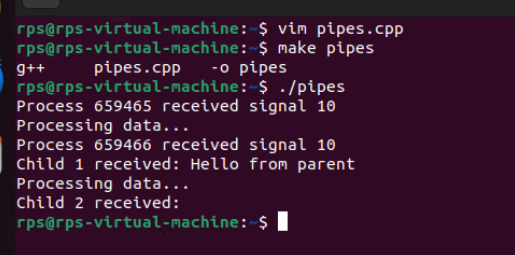 rps@rps-virtual-machine:~$ vim pipes.cpp
rps@rps-virtual-machine:~$ make pipes
g++     pipes.cpp   -o pipes
rps@rps-virtual-machine:~$ ./pipes
Process 659465 received signal 10
Processing data...
Process 659466 received signal 10
Child 1 received: Hello from parent
Processing data...
Child 2 received:
rps@rps-virtual-machine:~$